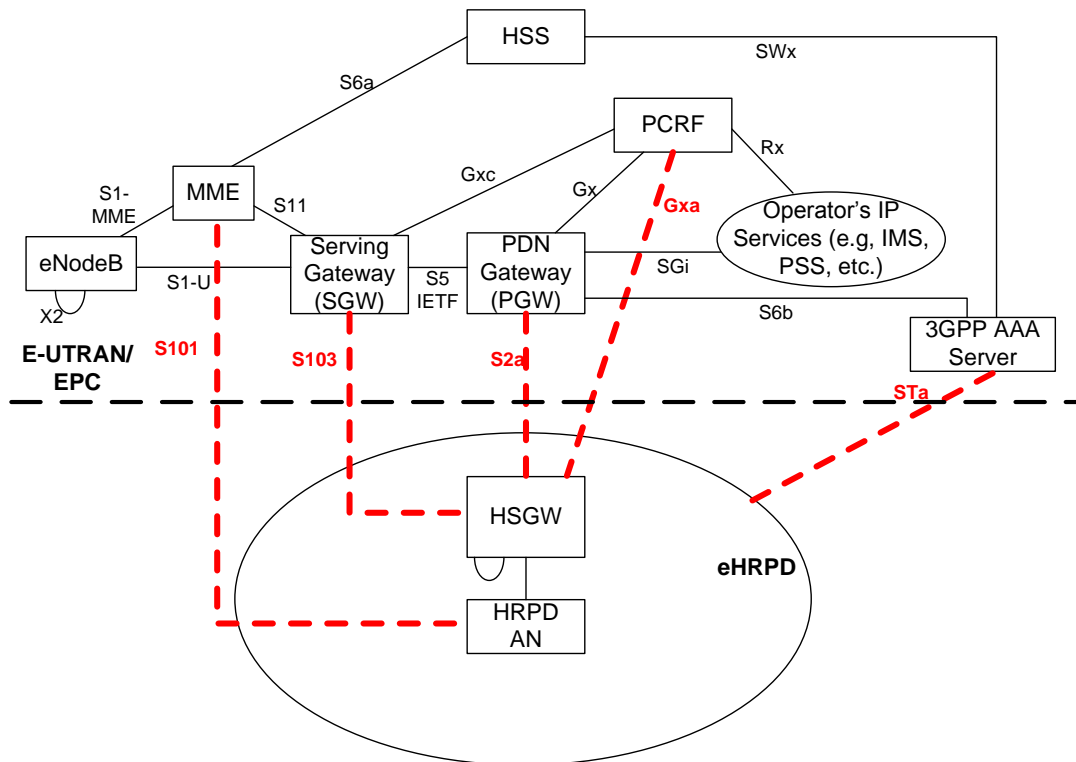 HSS
SWx
S6a
PCRF
Rx
Gxc
MME
S1-
MME
S11
Gx
Gxa
Operator's IP
Services (e.g, IMS,
PSS, etc.)
eNodeB
Serving
Gateway
(SGW)
PDN
Gateway
(PGW)
S1-U
S5
IETF
SGi
X2
S6b
3GPP AAA
Server
E-UTRAN/
EPC
S101
S103
S2a
STa
HSGW
eHRPD
HRPD
AN